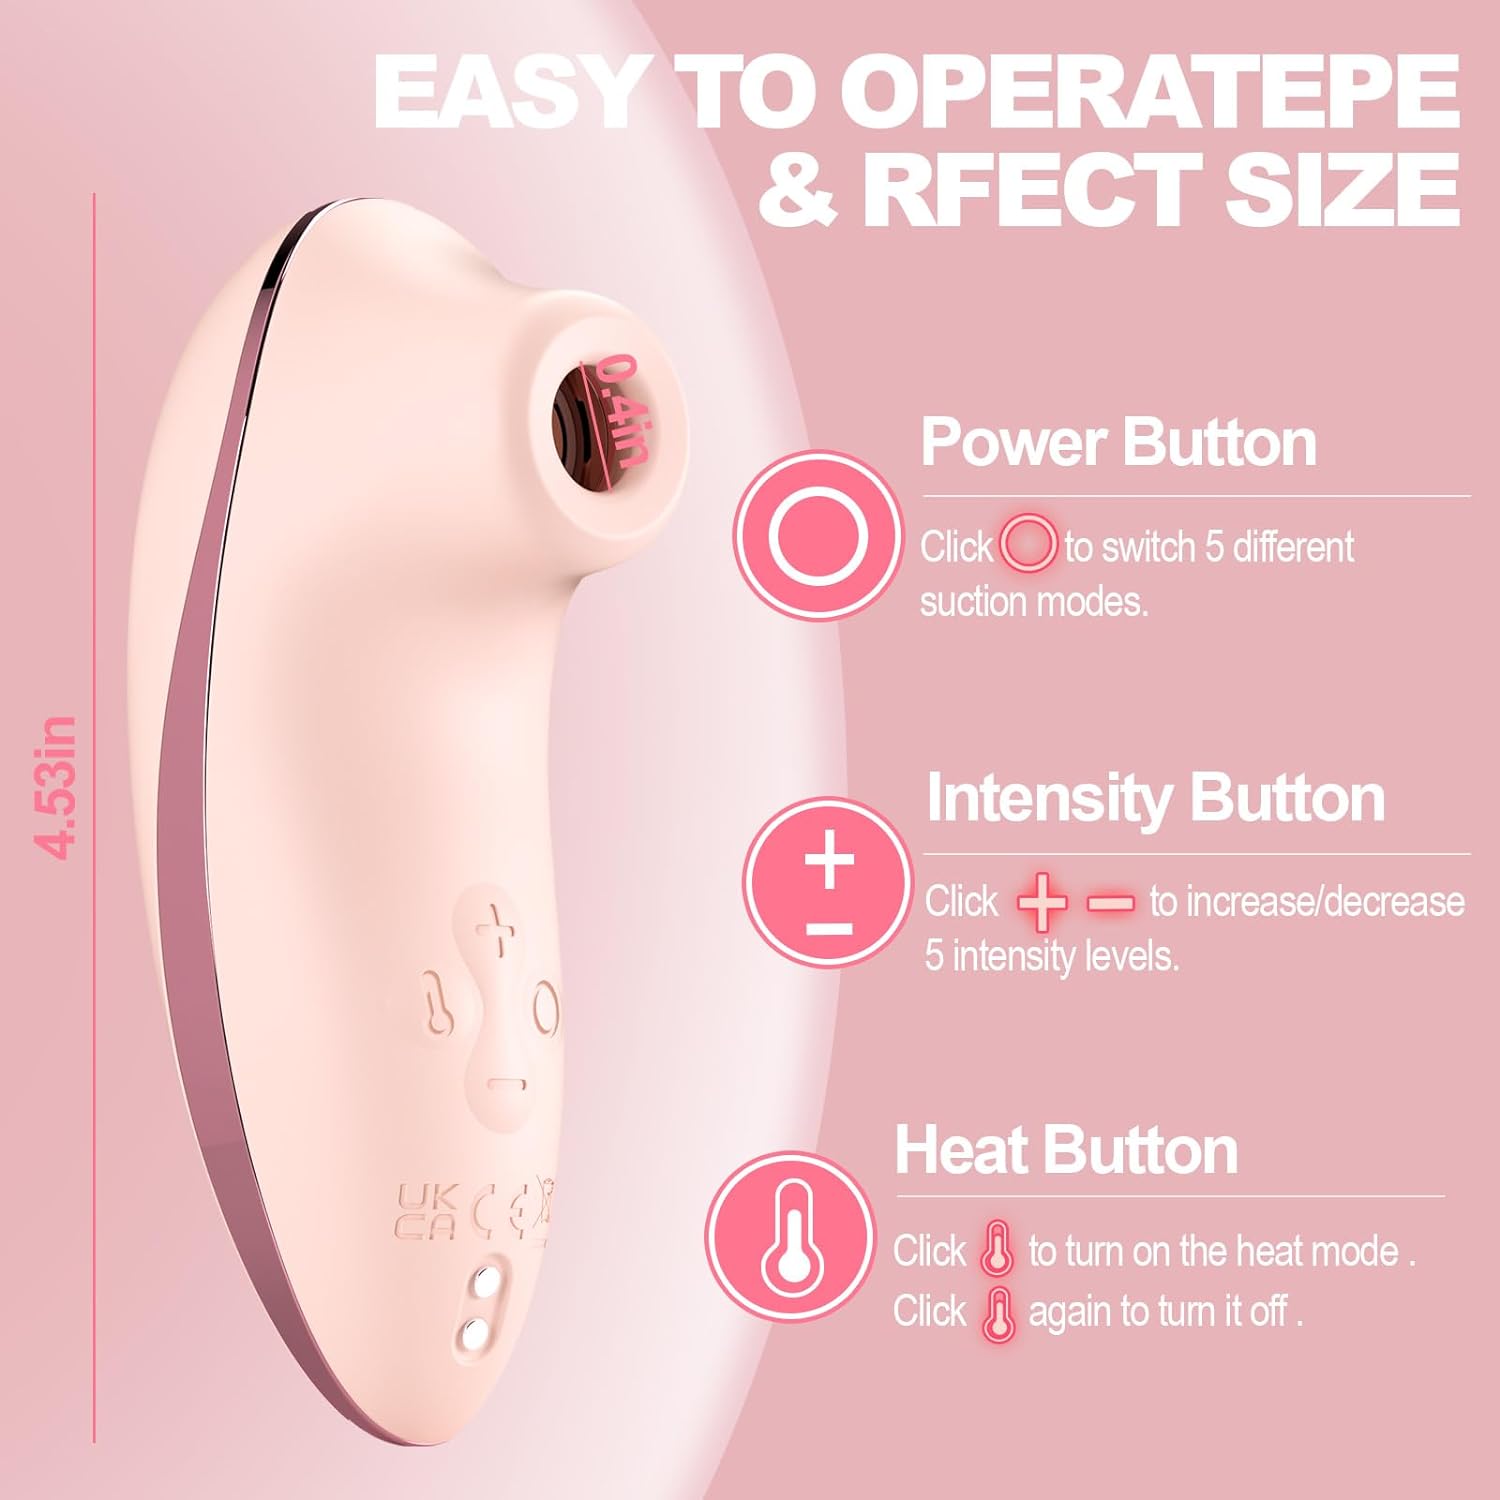 EASY TO OPERATEPE
& RFECT SIZE
0.4in
4.53in
Power Button
Click to switch 5 different
suction modes.
Intensity Button
Click + - to increase/decrease
5 intensity levels.
Heat Button
Click to turn on the heat mode .
Click again to turn it off .
UK
CA CE